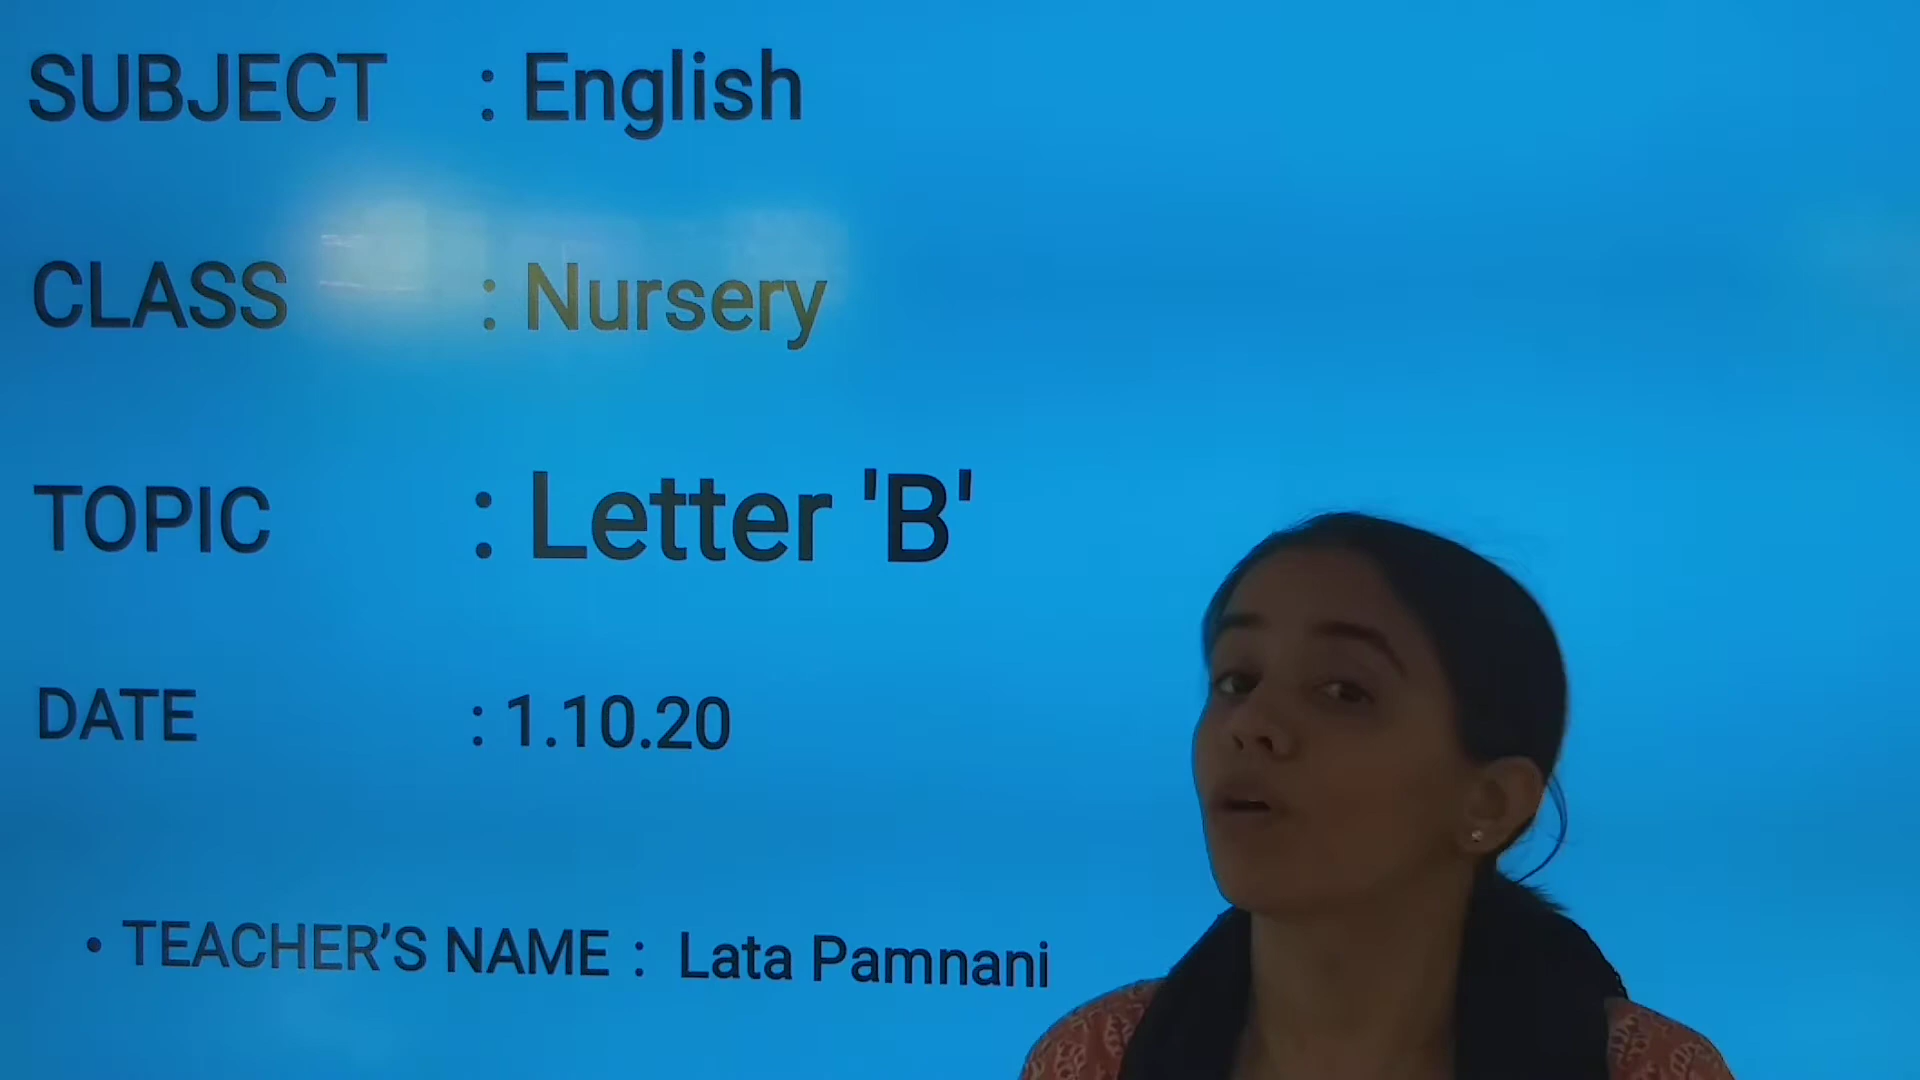 SUBJECT : English
CLASS : Nursery
TOPIC : Letter 'B'
DATE : 1.10.20
• TEACHER’S NAME : Lata Pamnani